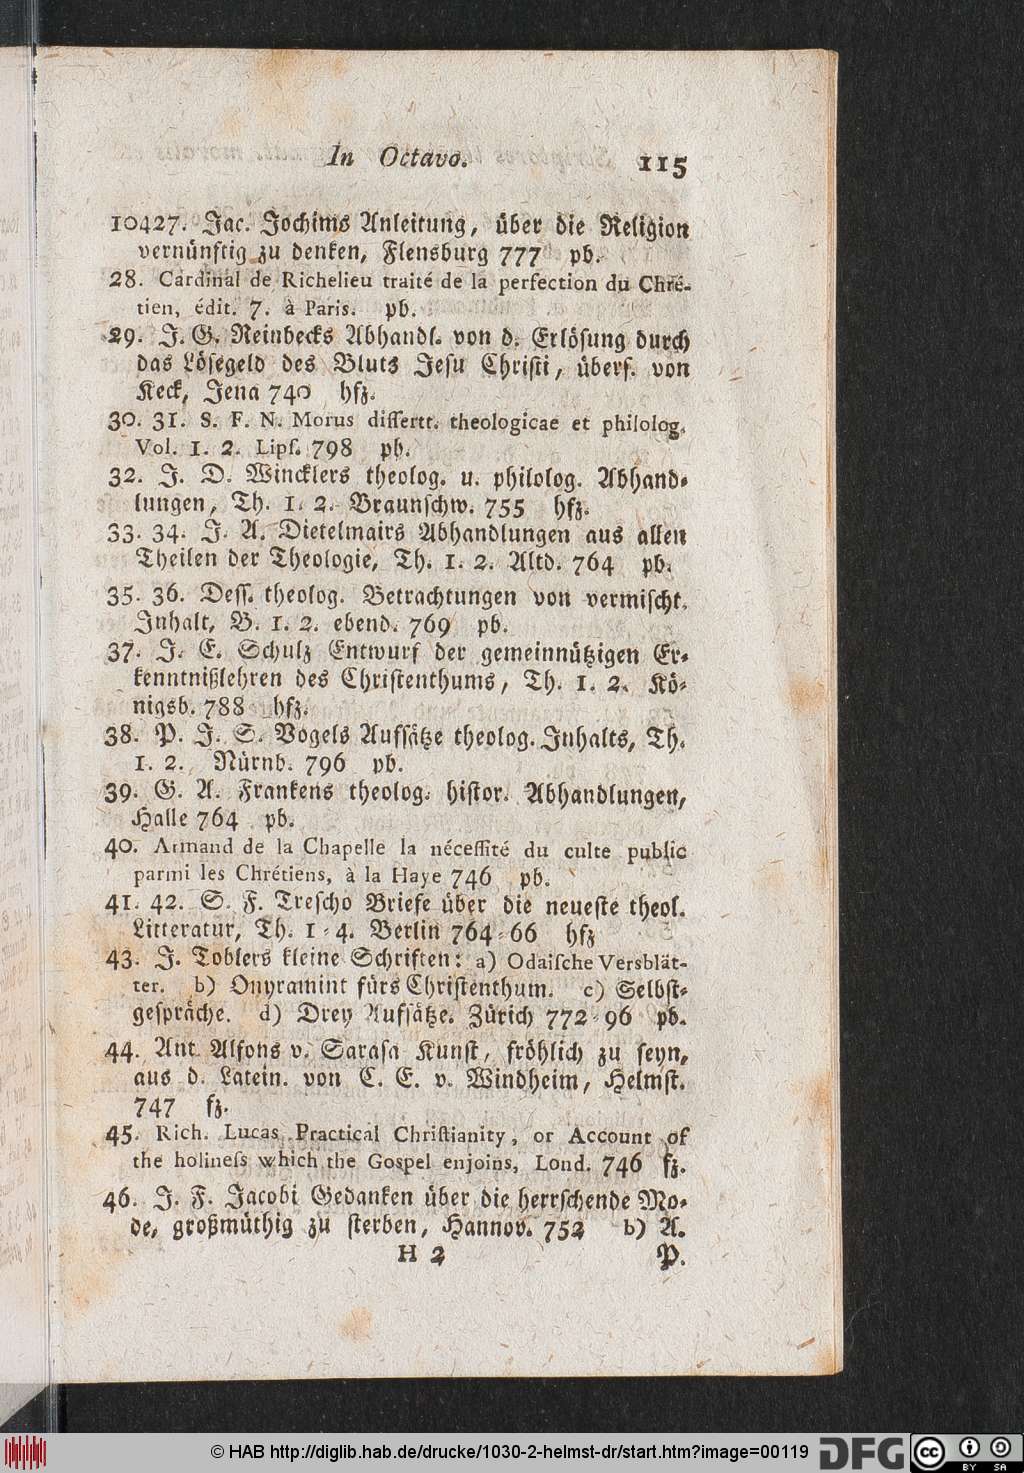 In Octavo. 115
10427. Jac. Jochims Anleitung, über die Religion
vernünftig zu denken, Flensburg 777 pb.
28. Cardinal de Richelieu traité de la perfection du Chré-
tien, édit. 7. à Paris. pb.
29. J. G. Reinbecks Abhandl. von d. Erlösung durch
das Lösegeld des Bluts Jesu Christi, übers. von
Keck, Jena 740 hfz.
30. 31. S. F. N. Morus dissertt. theologicae et philolog.
Vol. 1. 2. Lips. 798 pb.
32. J. D. Wincklers theolog. u. philolog. Abhand-
lungen, Th. 1. 2. Braunschw. 755 hfz.
33. 34. J. A. Dietelmairs Abhandlungen aus allen
Theilen der Theologie, Th. 1. 2. Altd. 764 pb.
35. 36. Dess. theolog. Betrachtungen von vermischt.
Inhalt, B. 1. 2. ebend. 769 pb.
37. J. E. Schulz Entwurf der gemeinnützigen Er-
kenntnißlehren des Christenthums, Th. 1. 2. Kö-
nigsb. 788 hfz.
38. P. J. S. Vogels Aufsätze theolog. Inhalts, Th.
1. 2. Nürnb. 796 pb.
39. G. A. Frankens theolog. histor. Abhandlungen,
Halle 764 pb.
40. Armand de la Chapelle la nécessité du culte public
parmi les Chrétiens, à la Haye 746 pb.
41. 42. S. F. Trescho Briefe über die neueste theol.
Litteratur, Th. 1-4. Berlin 764-66 hfz
43. J. Toblers kleine Schriften: a) Odaische Versblät-
ter. b) Onyramint fürs Christenthum. c) Selbst-
gespräche. d) Drey Aufsätze. Zürich 772-96 pb.
44. Ant Alfons v. Sarasa Kunst, fröhlich zu seyn,
aus d. Latein. von C. E. v. Windheim, Helmst.
747 fz.
45. Rich. Lucas Practical Christianity, or Account of
the holiness which the Gospel enjoins, Lond. 746 fz.
46. J. F. Jacobi Gedanken über die herrschende Mo-
de, großmüthig zu sterben, Hannov. 752 b) A.
H 2 P.
© HAB http://diglib.hab.de/drucke/1030-2-helmst-dr/start.htm?image=00119 DFG cc BY SA